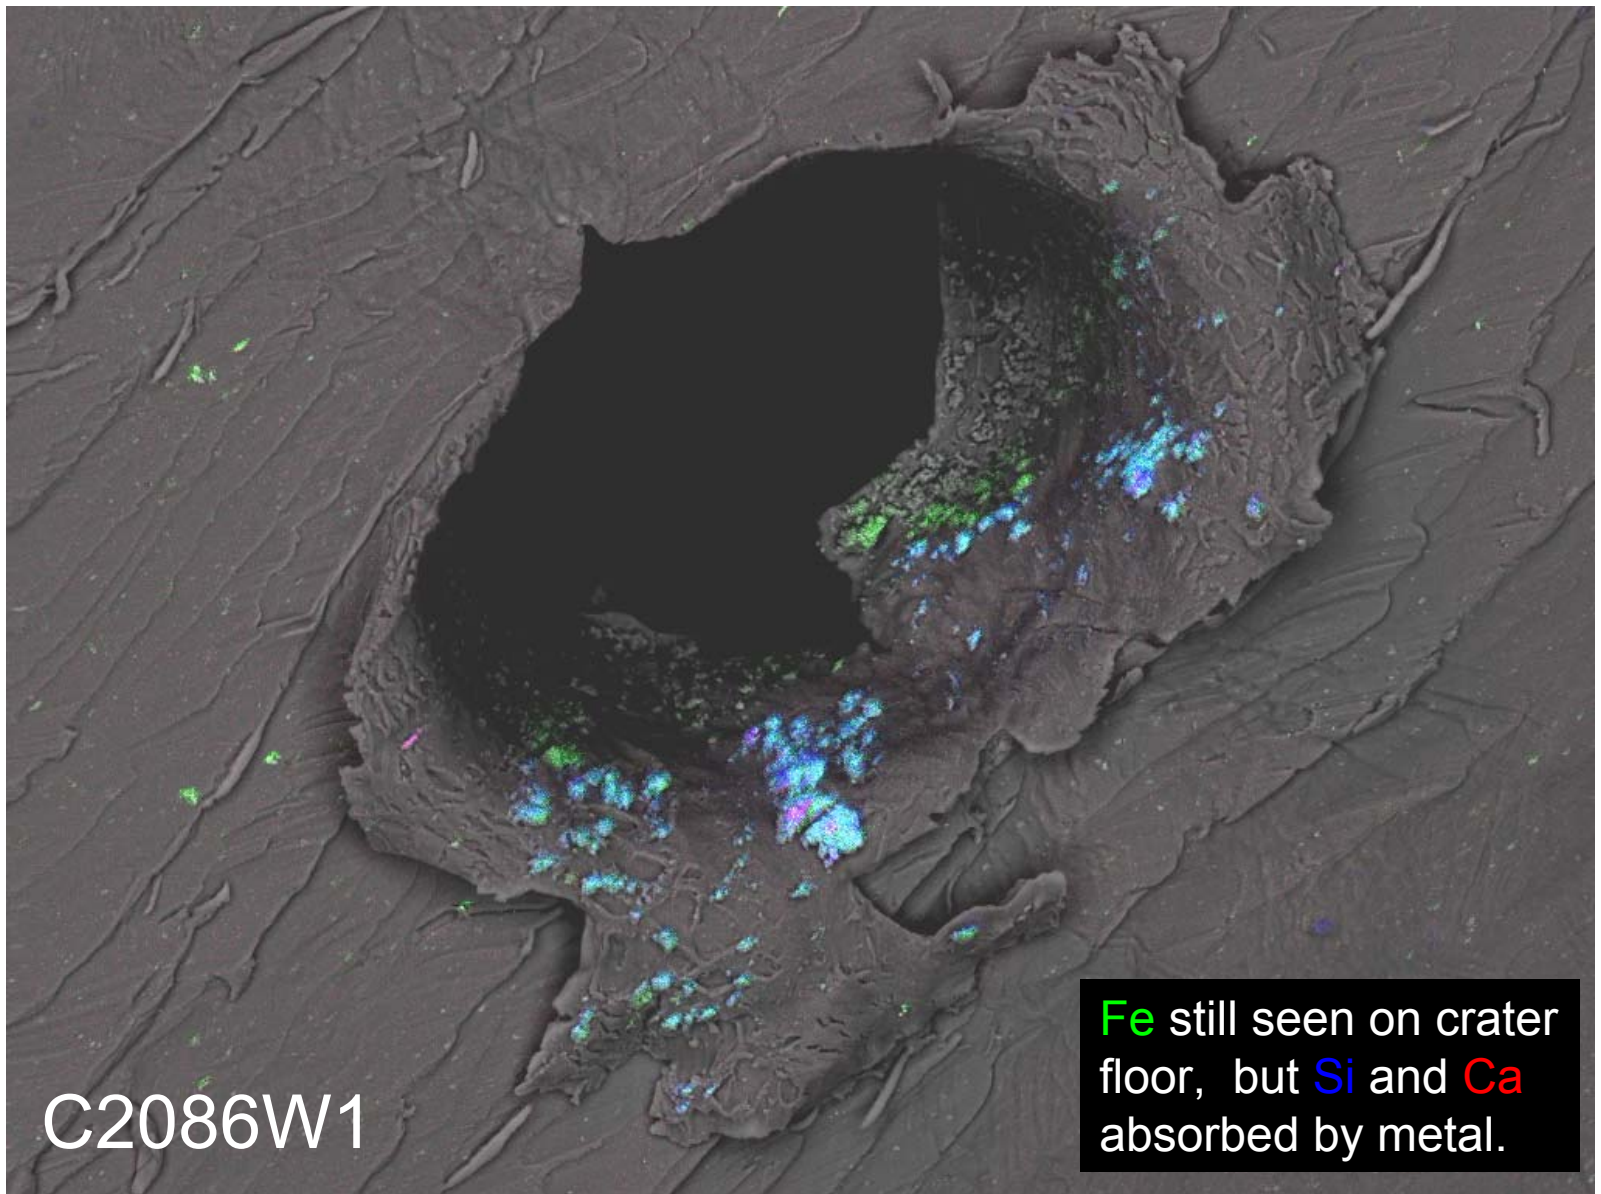 Fe still seen on crater
floor, but Si and Ca
absorbed by metal.
C2086W1